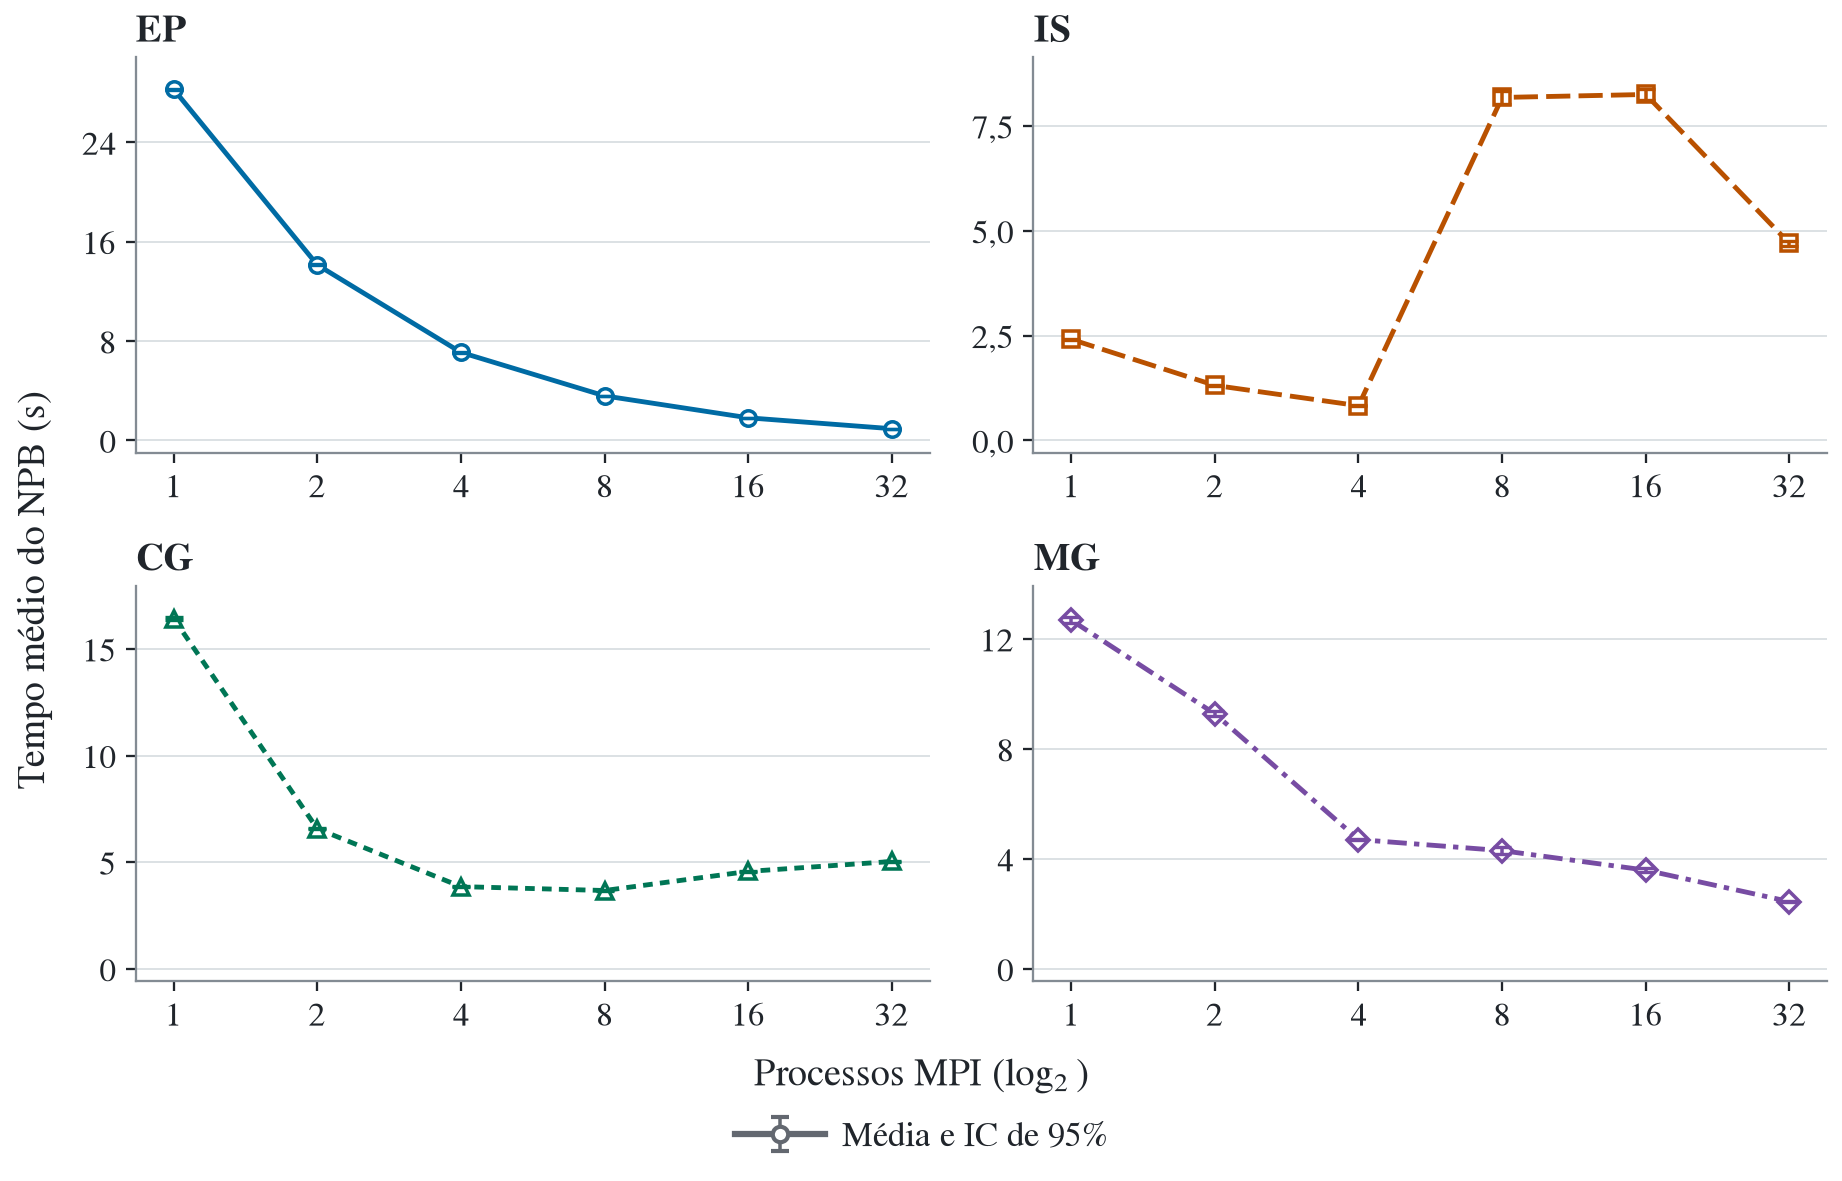 EP
24
16
8
0
1 2 4 8 16 32
IS
7,5
5,0
2,5
0,0
1 2 4 8 16 32
Tempo médio do NPB (s)
CG
15
10
5
0
1 2 4 8 16 32
MG
12
8
4
0
1 2 4 8 16 32
Processos MPI (log₂ )
Média e IC de 95%